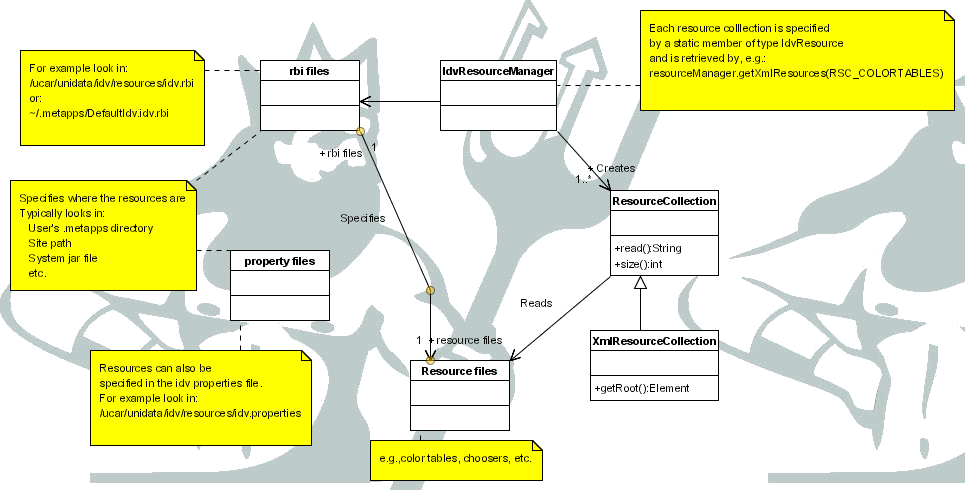 Each resource colllection is specified
by a static member of type IdvResource
and is retrieved by, e.g.:
resourceManager.getXmlResources(RSC_COLORTABLES)
For example look in:
/ucar/unidata/idv/resources/idv.rbi
or:
~/.metapps/DefaultIdv.idv.rbi
rbi files
IdvResourceManager
+ rbi files
1
+ Creates
1..*
Specifies where the resources are
Typically looks in:
User's .metapps directory
Site path
System jar file
etc.
Specifies
ResourceCollection
+read():String
+size():int
property files
Reads
1
+ resource files
XmlResourceCollection
+getRoot():Element
Resources can also be
specified in the idv properties file.
For example look in:
/ucar/unidata/idv/resources/idv.properties
Resource files
e.g.,color tables, choosers, etc.